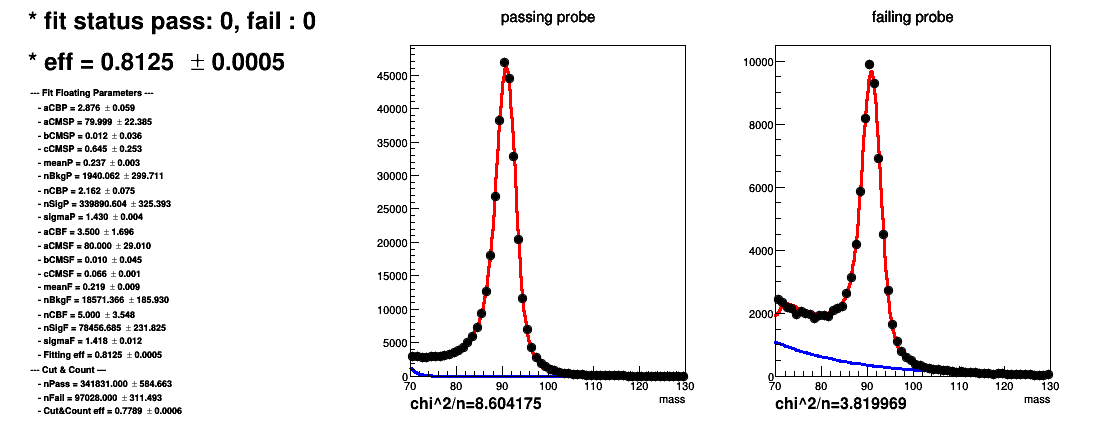 * fit status pass: 0, fail : 0
* eff = 0.8125 ± 0.0005
--- Fit Floating Parameters ---
- aCBP = 2.876 ± 0.059
- aCMSP = 79.999 ± 22.385
- bCMSP = 0.012 ± 0.036
- cCMSP = 0.645 ± 0.253
- meanP = 0.237 ± 0.003
- nBkgP = 1940.062 ± 299.711
- nCBP = 2.162 ± 0.075
- nSigP = 339890.604 ± 325.393
- sigmaP = 1.430 ± 0.004
- aCBF = 3.500 ± 1.696
- aCMSF = 80.000 ± 29.010
- bCMSF = 0.010 ± 0.045
- cCMSF = 0.066 ± 0.001
- meanF = 0.219 ± 0.009
- nBkgF = 18571.366 ± 185.930
- nCBF = 5.000 ± 3.548
- nSigF = 78456.685 ± 231.825
- sigmaF = 1.418 ± 0.012
- Fitting eff = 0.8125 ± 0.0005
--- Cut & Count ---
- nPass = 341831.000 ± 584.663
- nFail = 97028.000 ± 311.493
- Cut&Count eff = 0.7789 ± 0.0006
passing probe
45000
40000
35000
30000
25000
20000
15000
10000
5000
0
70 80 90 100 110 120 130
mass
chi^2/n=8.604175
failing probe
10000
8000
6000
4000
2000
0
70 80 90 100 110 120 130
mass
chi^2/n=3.819969